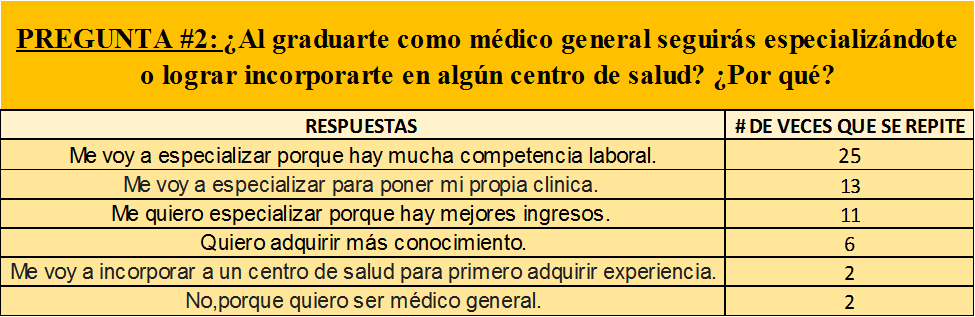 PREGUNTA #2: ¿Al graduarte como médico general seguirás especializándote
o lograr incorporarte en algún centro de salud? ¿Por qué?
RESPUESTAS # DE VECES QUE SE REPITE
Me voy a especializar porque hay mucha competencia laboral. 25
Me voy a especializar para poner mi propia clinica. 13
Me quiero especializar porque hay mejores ingresos. 11
Quiero adquirir más conocimiento. 6
Me voy a incorporar a un centro de salud para primero adquirir experiencia. 2
No,porque quiero ser médico general. 2